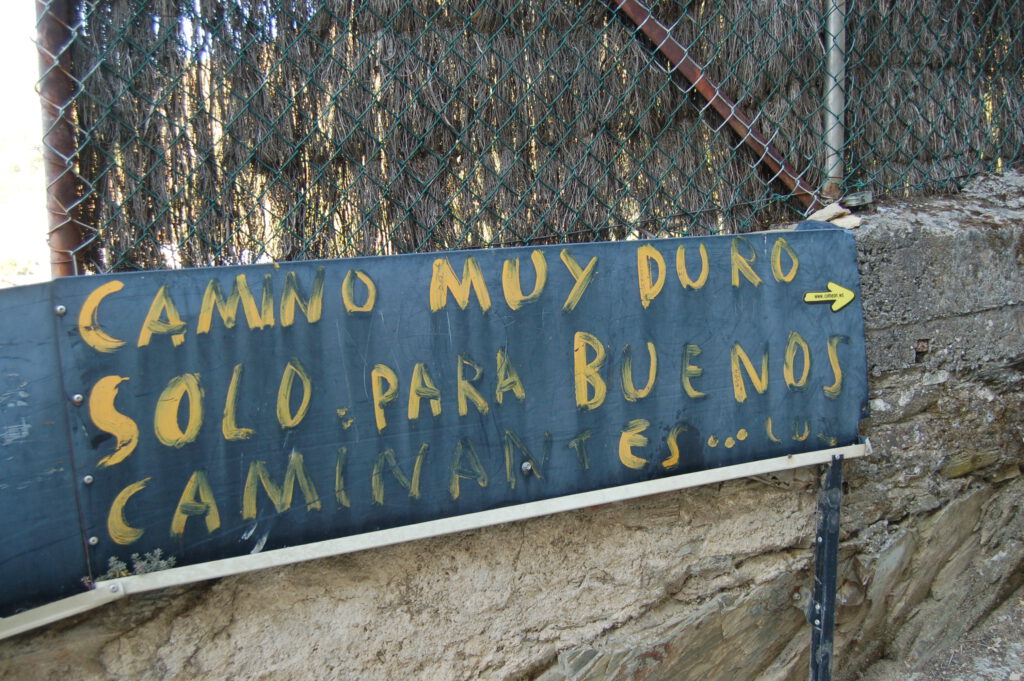 CAMINO MUY DURO
SOLO PARA BUENOS
CAMINANTES...